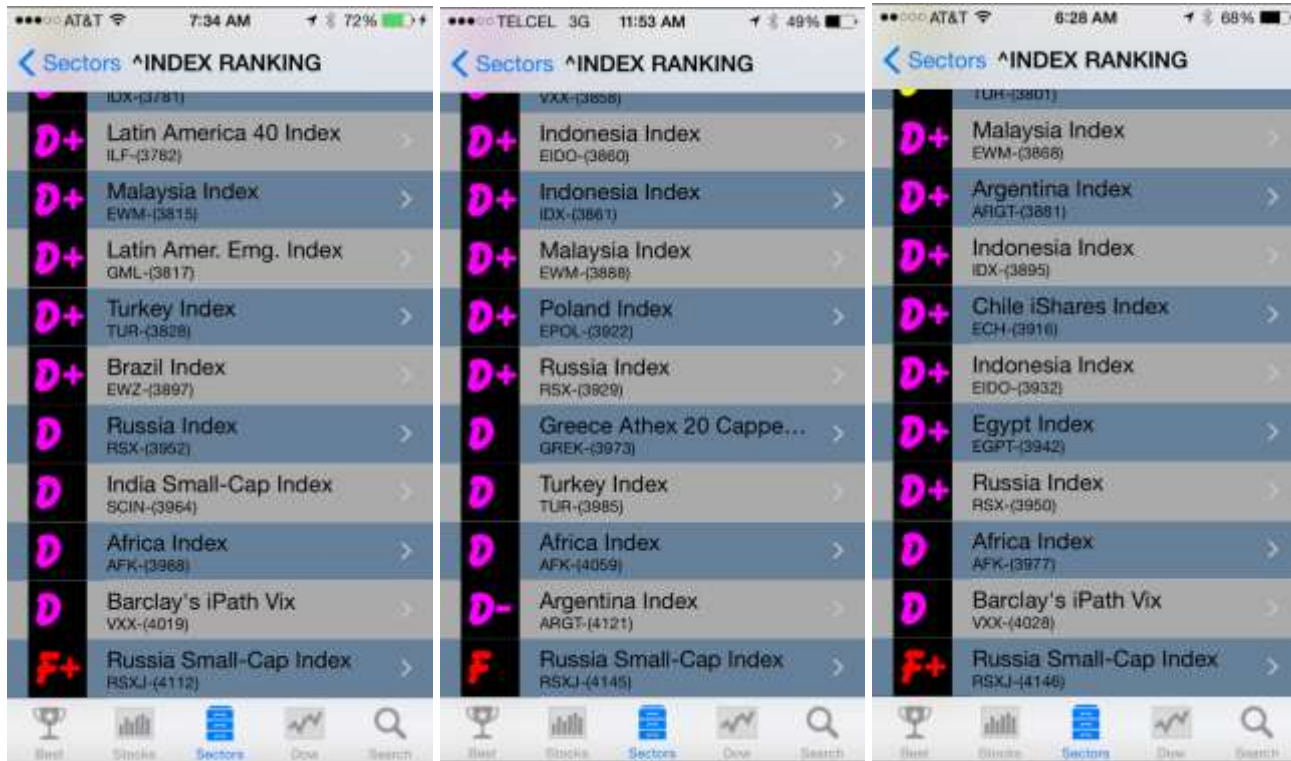 AT&T 7:34 AM 72%
Sectors ^INDEX RANKING
IDX-(3781)
D+ Latin America 40 Index
ILF-(3782)
D+ Malaysia Index
EWM-(3815)
D+ Latin Amer. Emg. Index
GML-(3817)
D+ Turkey Index
TUR-(3828)
D+ Brazil Index
EWZ-(3897)
D Russia Index
RSX-(3952)
D India Small-Cap Index
SCIN-(3964)
D Africa Index
AFK-(3988)
D Barclay's iPath Vix
VXX-(4019)
F+ Russia Small-Cap Index
RSXJ-(4112)
Best Stocks Sectors Dow Search
TELCEL 3G 11:53 AM 49%
Sectors ^INDEX RANKING
VXX-(3858)
D+ Indonesia Index
EIDO-(3860)
D+ Indonesia Index
IDX-(3861)
D+ Malaysia Index
EWM-(3888)
D+ Poland Index
EPOL-(3922)
D+ Russia Index
RSX-(3929)
D Greece Athex 20 Cappe...
GREK-(3973)
D Turkey Index
TUR-(3985)
D Africa Index
AFK-(4059)
D- Argentina Index
ARGT-(4121)
F Russia Small-Cap Index
RSXJ-(4145)
Best Stocks Sectors Dow Search
AT&T 6:28 AM 68%
Sectors ^INDEX RANKING
TUR-(3801)
D+ Malaysia Index
EWM-(3868)
D+ Argentina Index
ARGT-(3881)
D+ Indonesia Index
IDX-(3895)
D+ Chile iShares Index
ECH-(3916)
D+ Indonesia Index
EIDO-(3932)
D+ Egypt Index
EGPT-(3942)
D+ Russia Index
RSX-(3950)
D Africa Index
AFK-(3977)
D Barclay's iPath Vix
VXX-(4028)
F+ Russia Small-Cap Index
RSXJ-(4146)
Best Stocks Sectors Dow Search